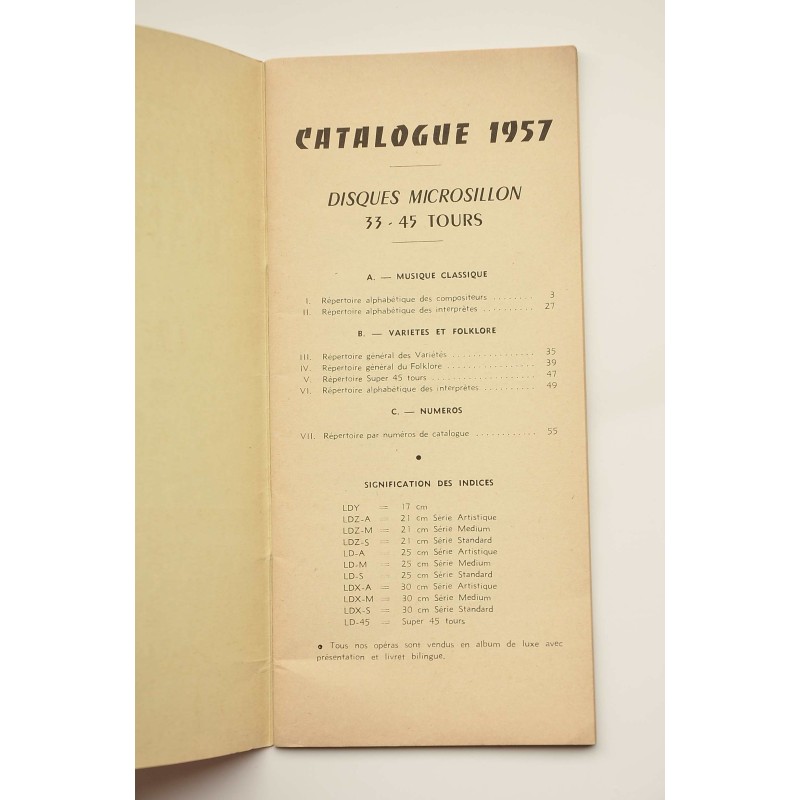 CATALOGUE 1957
DISQUES MICROSILLON
33 - 45 TOURS
A. — MUSIQUE CLASSIQUE
I. Répertoire alphabétique des compositeurs ......... 3
II. Répertoire alphabétique des interprètes .......... 27
B. — VARIETES ET FOLKLORE
III. Répertoire général des Variétés ................ 35
IV. Répertoire général du Folklore ................. 39
V. Répertoire Super 45 tours .................... 47
VI. Répertoire alphabétique des interprètes .......... 49
C. — NUMEROS
VII. Répertoire par numéros de catalogue ............ 55
SIGNIFICATION DES INDICES
LDY = 17 cm
LDZ-A = 21 cm Série Artistique
LDZ-M = 21 cm Série Medium
LDZ-S = 21 cm Série Standard
LD-A = 25 cm Série Artistique
LD-M = 25 cm Série Medium
LD-S = 25 cm Série Standard
LDX-A = 30 cm Série Artistique
LDX-M = 30 cm Série Medium
LDX-S = 30 cm Série Standard
LD-45 = Super 45 tours
● Tous nos opéras sont vendus en album de luxe avec
présentation et livret bilingue.